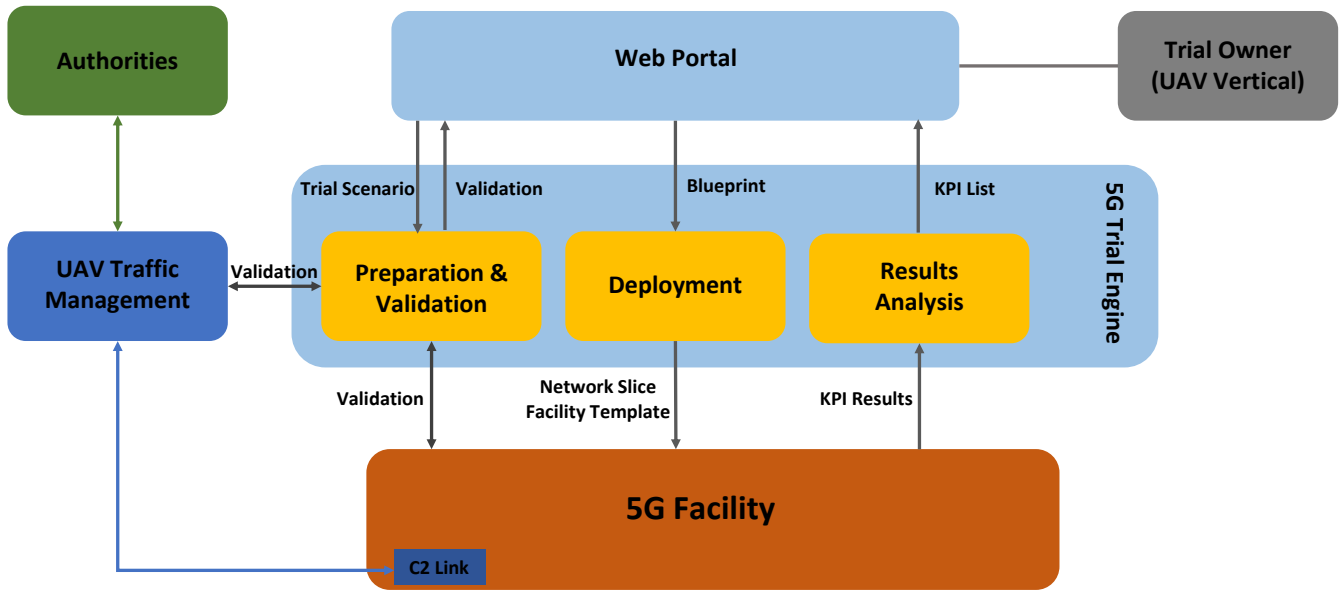 Authorities
Web Portal
Trial Owner
(UAV Vertical)
Trial Scenario
Validation
Blueprint
KPI List
5G Trial Engine
UAV Traffic
Management
Validation
Preparation &
Validation
Deployment
Results
Analysis
Validation
Network Slice
Facility Template
KPI Results
5G Facility
C2 Link